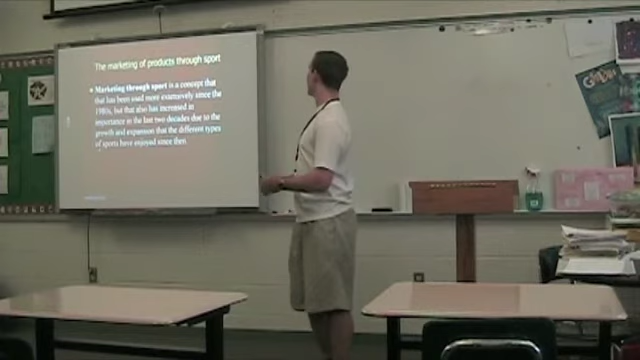 The marketing of products through sport
Marketing through sport is a concept that
that has been used more extensively since the
1980s, but that also has increased in
importance in the last two decades due to the
growth and expansion that the different types
of sports have enjoyed since then.